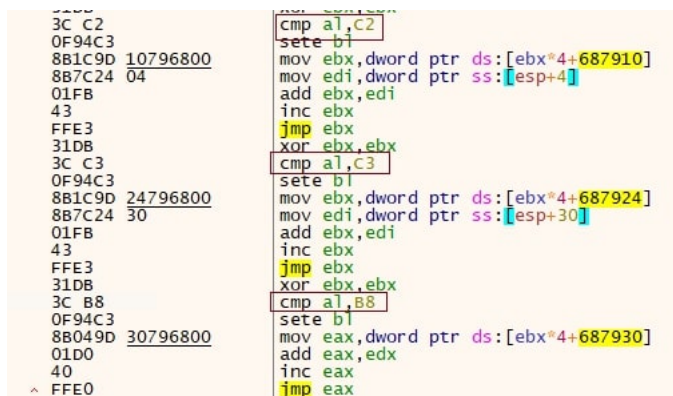 31DB xor ebx,ebx
3C C2 cmp al,C2
0F94C3 sete bl
8B1C9D 10796800 mov ebx,dword ptr ds:[ebx*4+687910]
8B7C24 04 mov edi,dword ptr ss:[esp+4]
01FB add ebx,edi
43 inc ebx
FFE3 jmp ebx
31DB xor ebx,ebx
3C C3 cmp al,C3
0F94C3 sete bl
8B1C9D 24796800 mov ebx,dword ptr ds:[ebx*4+687924]
8B7C24 30 mov edi,dword ptr ss:[esp+30]
01FB add ebx,edi
43 inc ebx
FFE3 jmp ebx
31DB xor ebx,ebx
3C B8 cmp al,B8
0F94C3 sete bl
8B049D 30796800 mov eax,dword ptr ds:[ebx*4+687930]
01D0 add eax,edx
40 inc eax
^ FFE0 jmp eax